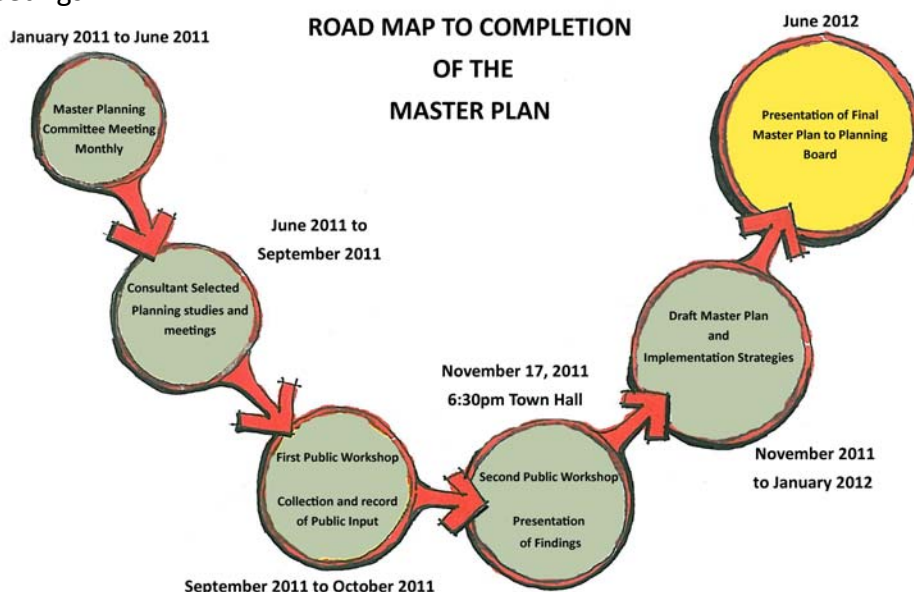 January 2011 to June 2011
ROAD MAP TO COMPLETION
OF THE
MASTER PLAN
June 2012
Master Planning
Committee Meeting
Monthly
Presentation of Final
Master Plan to Planning
Board
June 2011 to
September 2011
Consultant Selected
Planning studies and
meetings
Draft Master Plan
and
Implementation Strategies
November 17, 2011
6:30pm Town Hall
First Public Workshop
Collection and record
of Public Input
Second Public Workshop
Presentation
of Findings
November 2011
to January 2012
September 2011 to October 2011